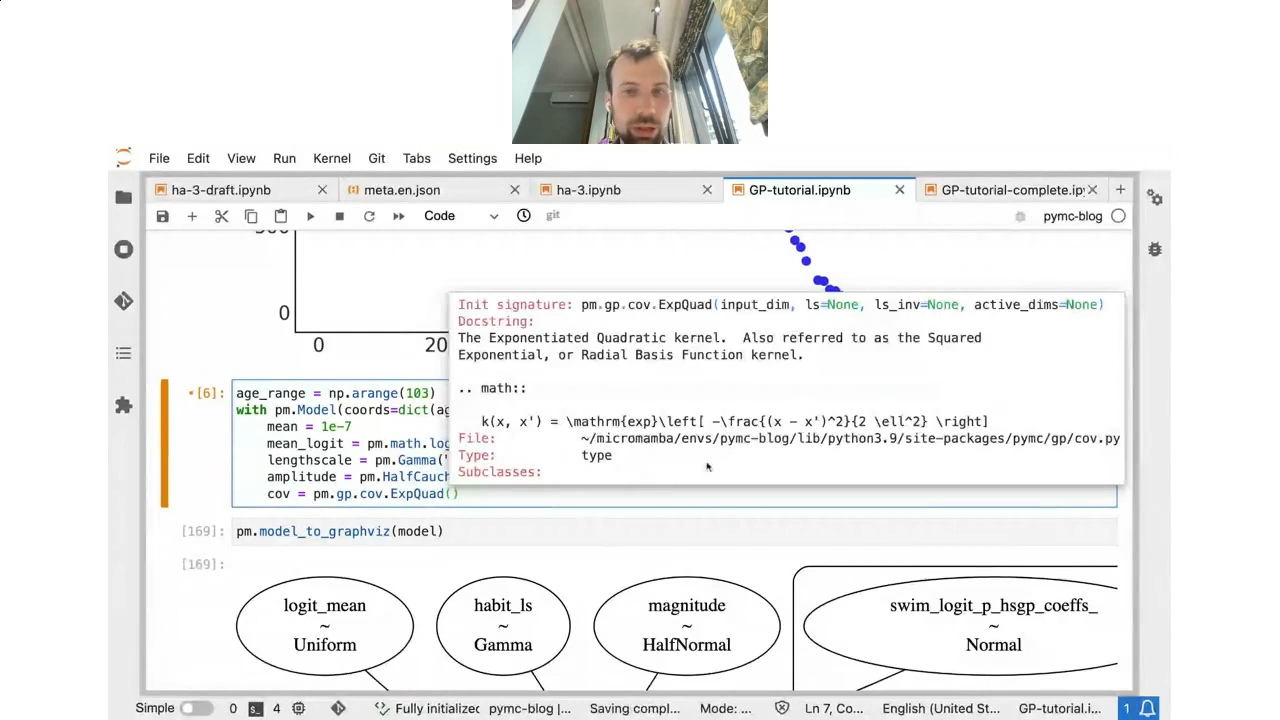 File Edit View Run Kernel Git Tabs Settings Help
ha-3-draft.ipynb meta.en.json ha-3.ipynb GP-tutorial.ipynb GP-tutorial-complete.ip
Code git pymc-blog
0
0 20
Init signature: pm.gp.cov.ExpQuad(input_dim, ls=None, ls_inv=None, active_dims=None)
Docstring:
The Exponentiated Quadratic kernel. Also referred to as the Squared
Exponential, or Radial Basis Function kernel.
.. math::
k(x, x') = \mathrm{exp}\left[ -\frac{(x - x')^2}{2 \ell^2} \right]
File: ~/micromamba/envs/pymc-blog/lib/python3.9/site-packages/pymc/gp/cov.py
Type: type
Subclasses:
[6]: age_range = np.arange(103)
with pm.Model(coords=dict(ag
mean = 1e-7
mean_logit = pm.math.log
lengthscale = pm.Gamma("
amplitude = pm.HalfCauch
cov = pm.gp.cov.ExpQuad()
[169]: pm.model_to_graphviz(model)
[169]:
logit_mean
~
Uniform
habit_ls
~
Gamma
magnitude
~
HalfNormal
swim_logit_p_hsgp_coeffs_
~
Normal
Simple 0 4 Fully initialized pymc-blog |... Saving compl... Mode: ... Ln 7, Co... English (United St... GP-tutorial.i... 1